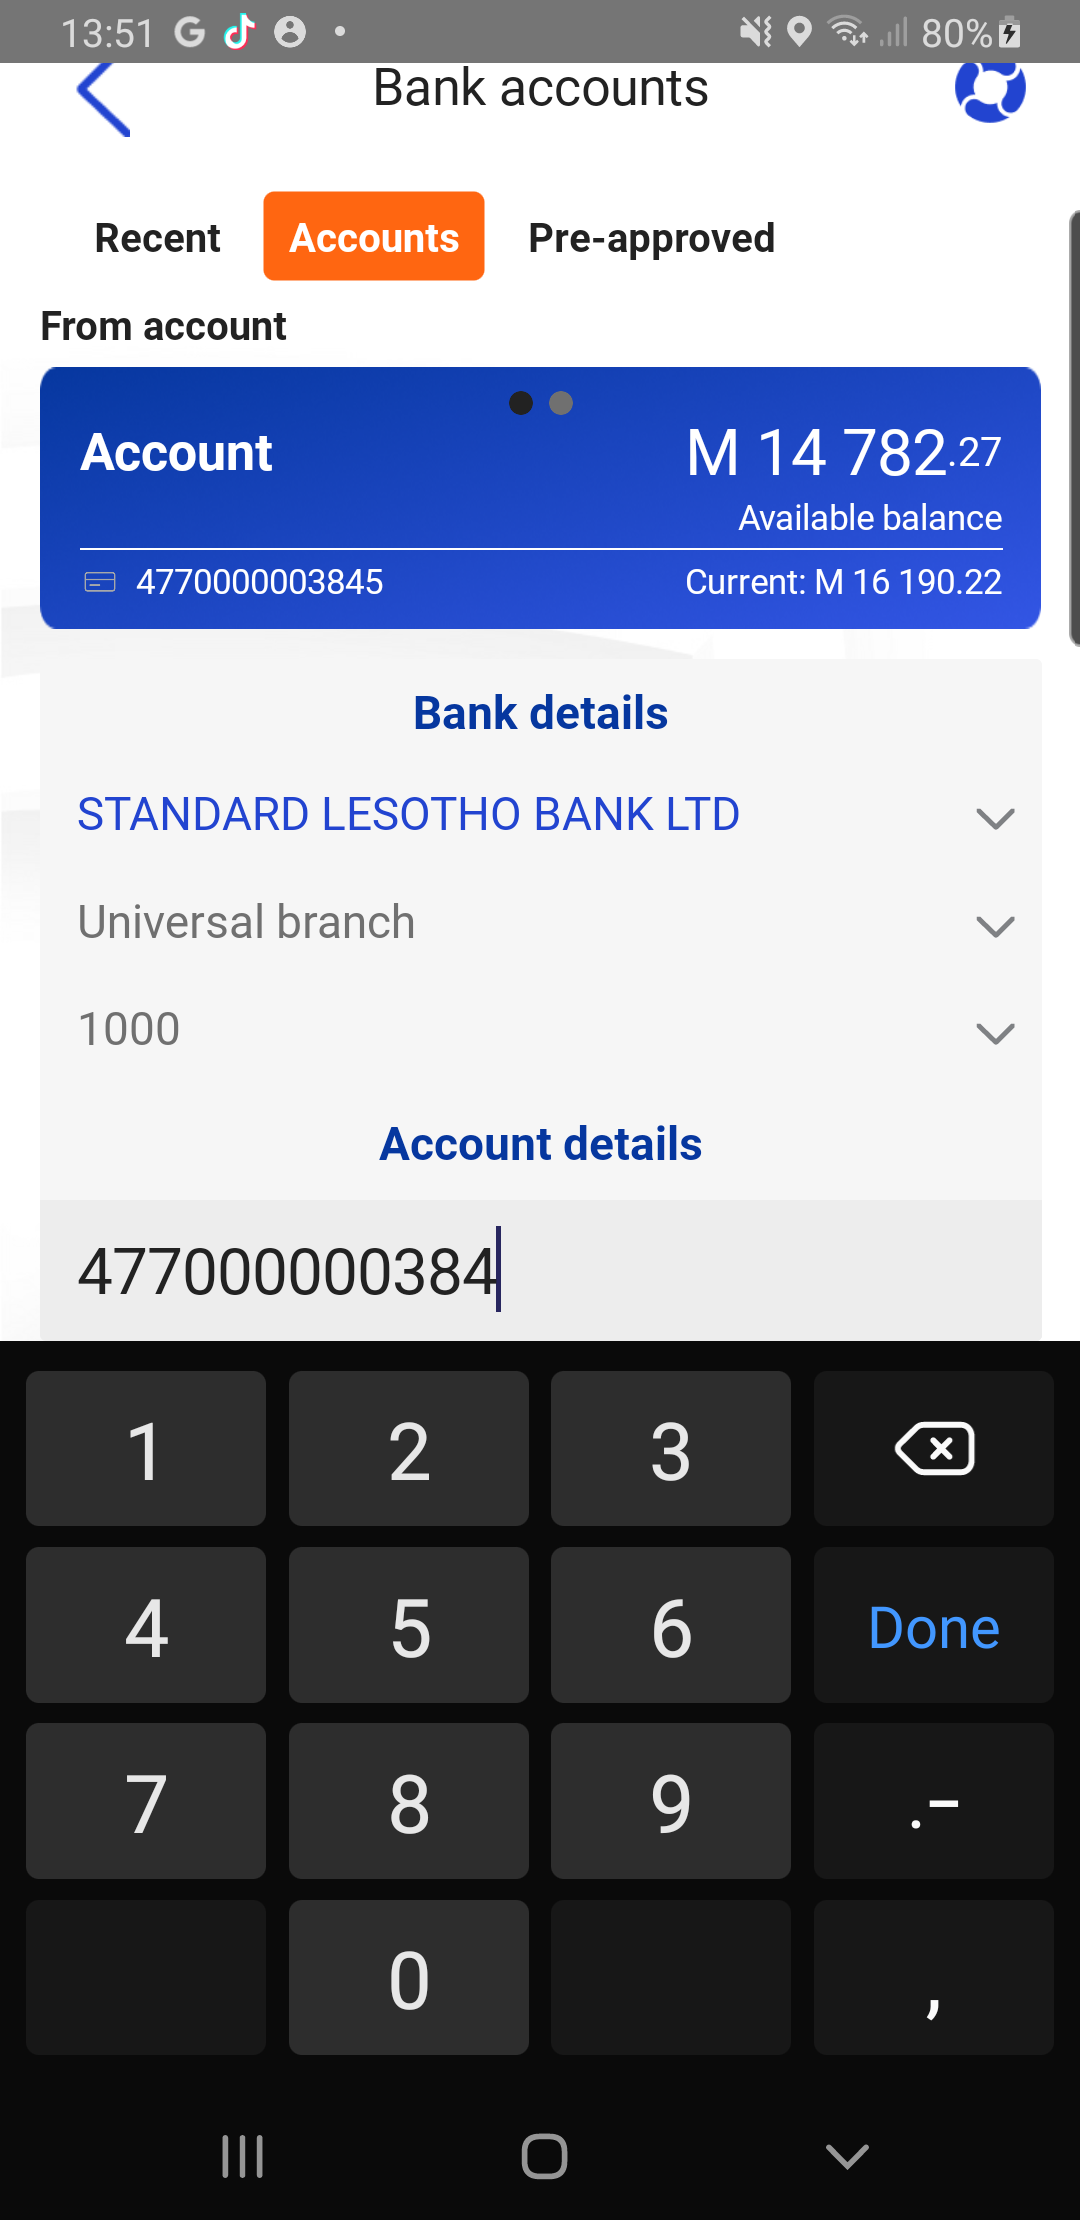 13:51 G 80%
Bank accounts
Recent Accounts Pre-approved
From account
Account M 14 782.27
Available balance
4770000003845 Current: M 16 190.22
Bank details
STANDARD LESOTHO BANK LTD
Universal branch
1000
Account details
477000000384
1 2 3
4 5 6 Done
7 8 9 .-
0 ,